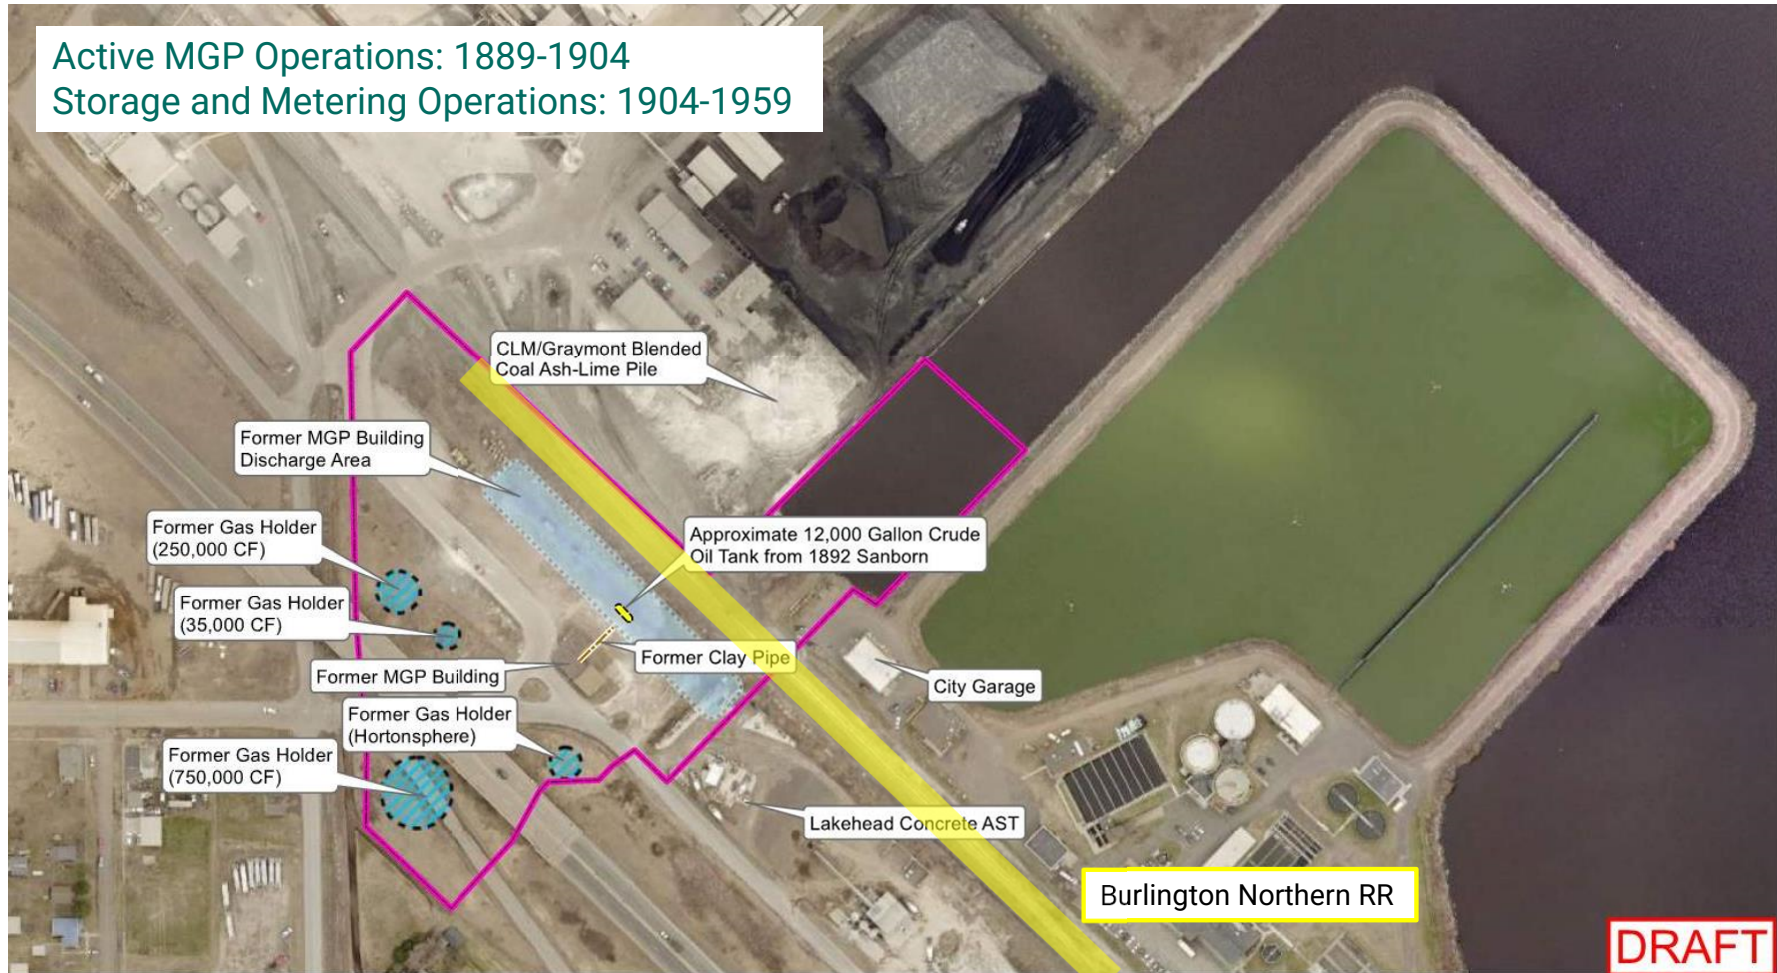 Active MGP Operations: 1889-1904
Storage and Metering Operations: 1904-1959
CLM/Graymont Blended
Coal Ash-Lime Pile
Former MGP Building
Discharge Area
Former Gas Holder
(250,000 CF)
Approximate 12,000 Gallon Crude
Oil Tank from 1892 Sanborn
Former Gas Holder
(35,000 CF)
Former Clay Pipe
Former MGP Building
City Garage
Former Gas Holder
(Hortonsphere)
Former Gas Holder
(750,000 CF)
Lakehead Concrete AST
Burlington Northern RR
DRAFT